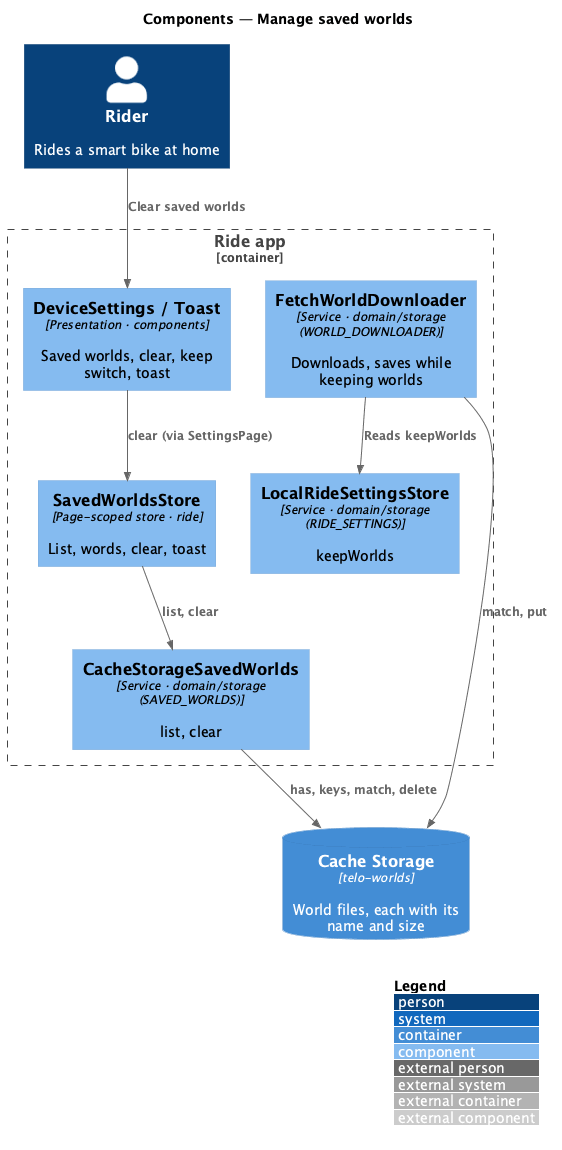 Components — Manage saved worlds
Rider
Rides a smart bike at home
Clear saved worlds
Ride app
[container]
DeviceSettings / Toast
[Presentation · components]
Saved worlds, clear, keep
switch, toast
FetchWorldDownloader
[Service · domain/storage
(WORLD_DOWNLOADER)]
Downloads, saves while
keeping worlds
clear (via SettingsPage)
Reads keepWorlds
SavedWorldsStore
[Page-scoped store · ride]
List, words, clear, toast
LocalRideSettingsStore
[Service · domain/storage
(RIDE_SETTINGS)]
keepWorlds
list, clear
match, put
CacheStorageSavedWorlds
[Service · domain/storage
(SAVED_WORLDS)]
list, clear
has, keys, match, delete
Cache Storage
[telo-worlds]
World files, each with its
name and size
Legend
person
system
container
component
external person
external system
external container
external component